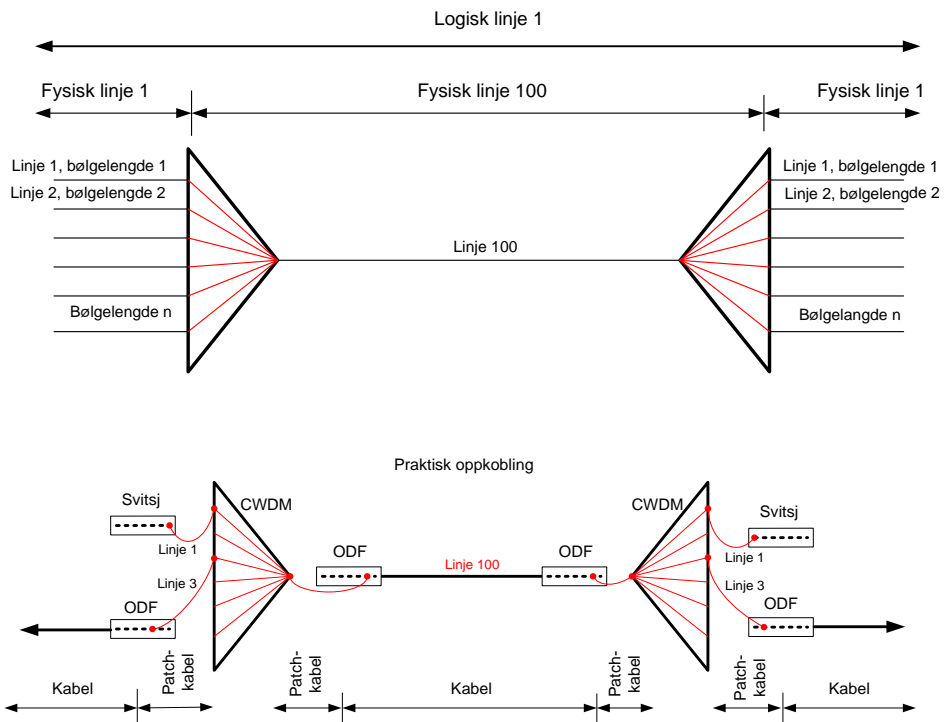 Logisk linje 1
Fysisk linje 1
Fysisk linje 100
Fysisk linje 1
Linje 1, bølgelengde 1
Linje 1, bølgelengde 1
Linje 2, bølgelengde 2
Linje 2, bølgelengde 2
Linje 100
Bølgelengde n
Bølgelangde n
Praktisk oppkobling
Svitsj
CWDM
CWDM
Svitsj
Linje 1
ODF
Linje 100
ODF
Linje 1
Linje 3
Linje 3
ODF
ODF
Kabel
Patch-
kabel
Patch-
kabel
Kabel
Patch-
kabel
Patch-
kabel
Kabel